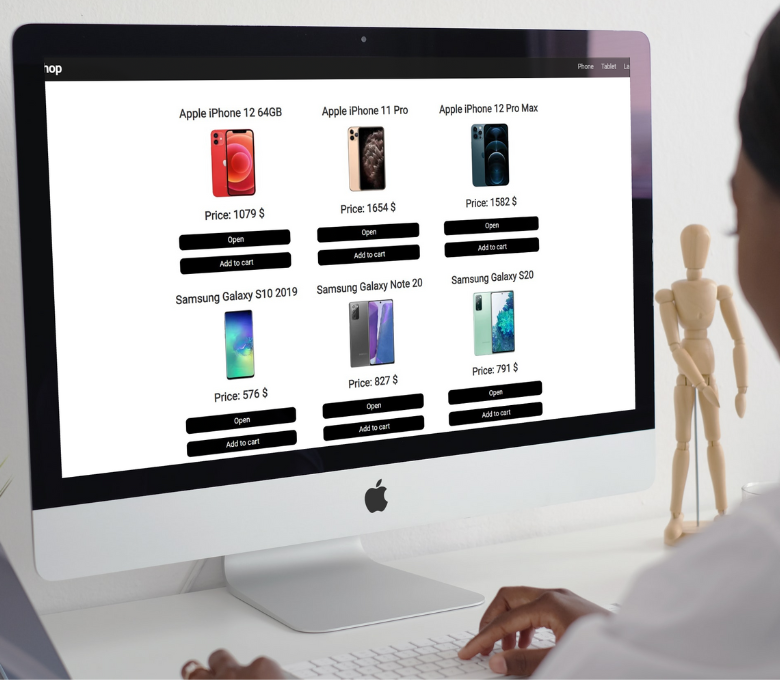 hop
Phone Tablet La
Apple iPhone 12 64GB
Apple iPhone 11 Pro
Apple iPhone 12 Pro Max
Price: 1079 $
Price: 1654 $
Price: 1582 $
Open
Open
Open
Add to cart
Add to cart
Add to cart
Samsung Galaxy S10 2019
Samsung Galaxy Note 20
Samsung Galaxy S20
Price: 576 $
Price: 827 $
Price: 791 $
Open
Open
Open
Add to cart
Add to cart
Add to cart